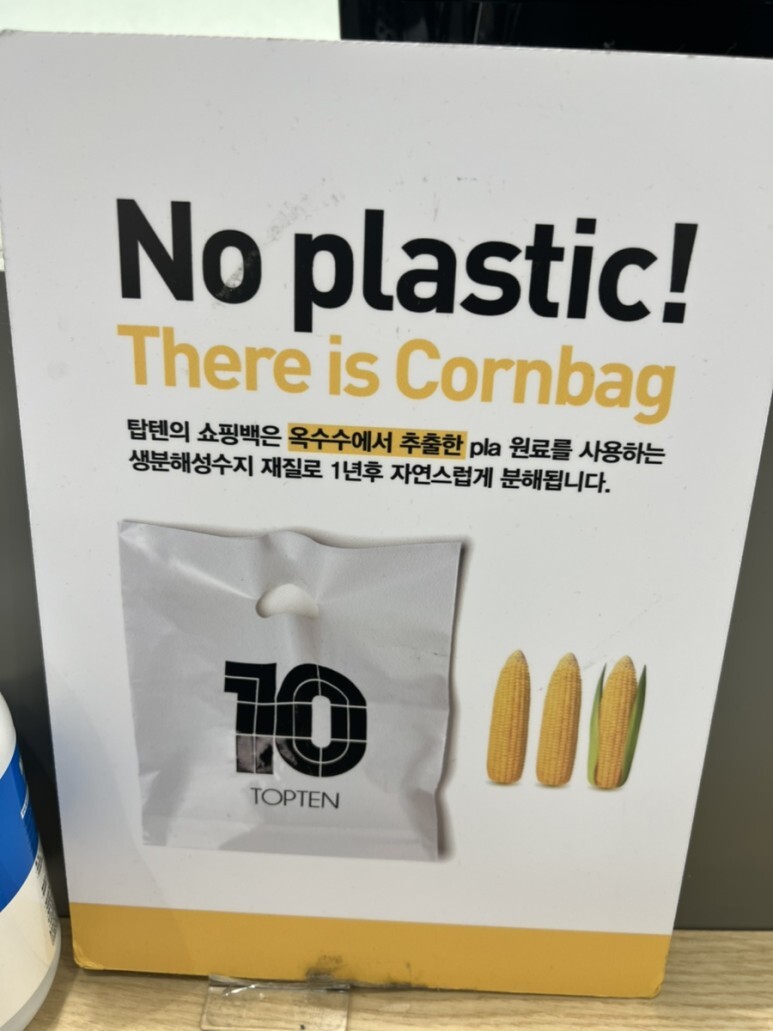 No plastic!
There is Cornbag
탑텐의 쇼핑백은 옥수수에서 추출한 pla 원료를 사용하는
생분해성수지 재질로 1년후 자연스럽게 분해됩니다.
10
TOPTEN